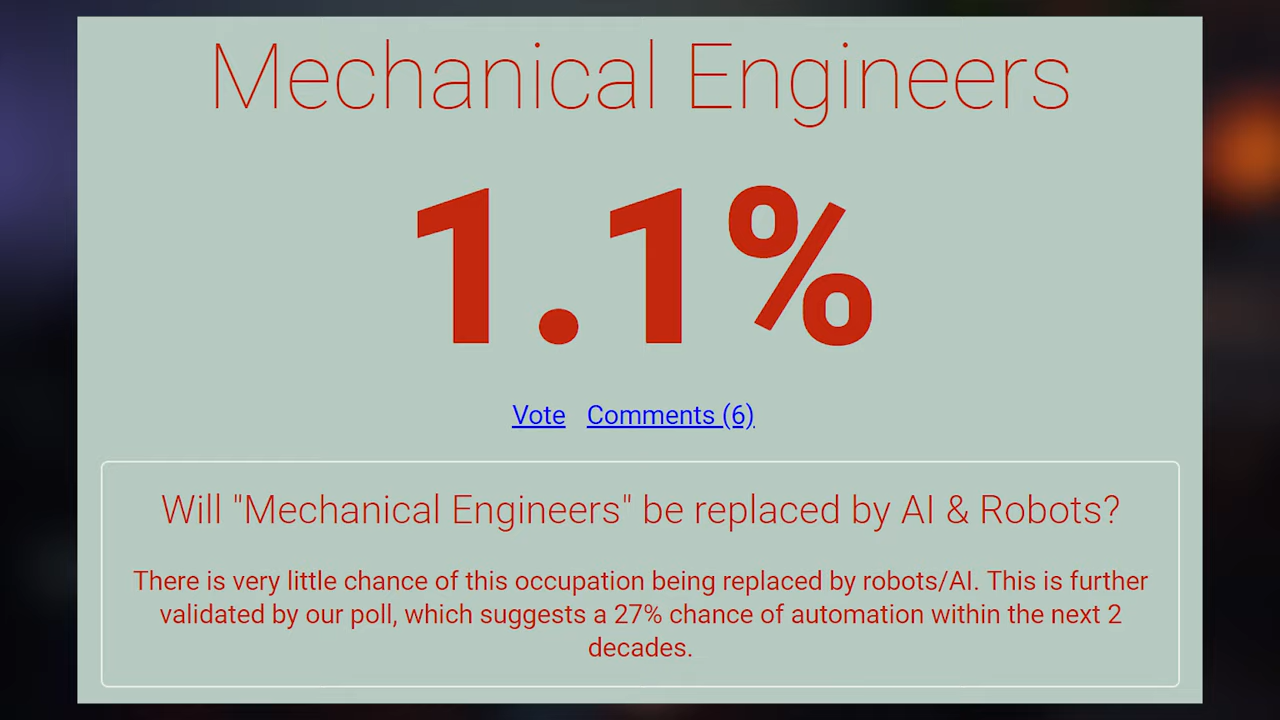 Mechanical Engineers
1.1%
Vote Comments (6)
Will "Mechanical Engineers" be replaced by AI & Robots?
There is very little chance of this occupation being replaced by robots/AI. This is further
validated by our poll, which suggests a 27% chance of automation within the next 2
decades.